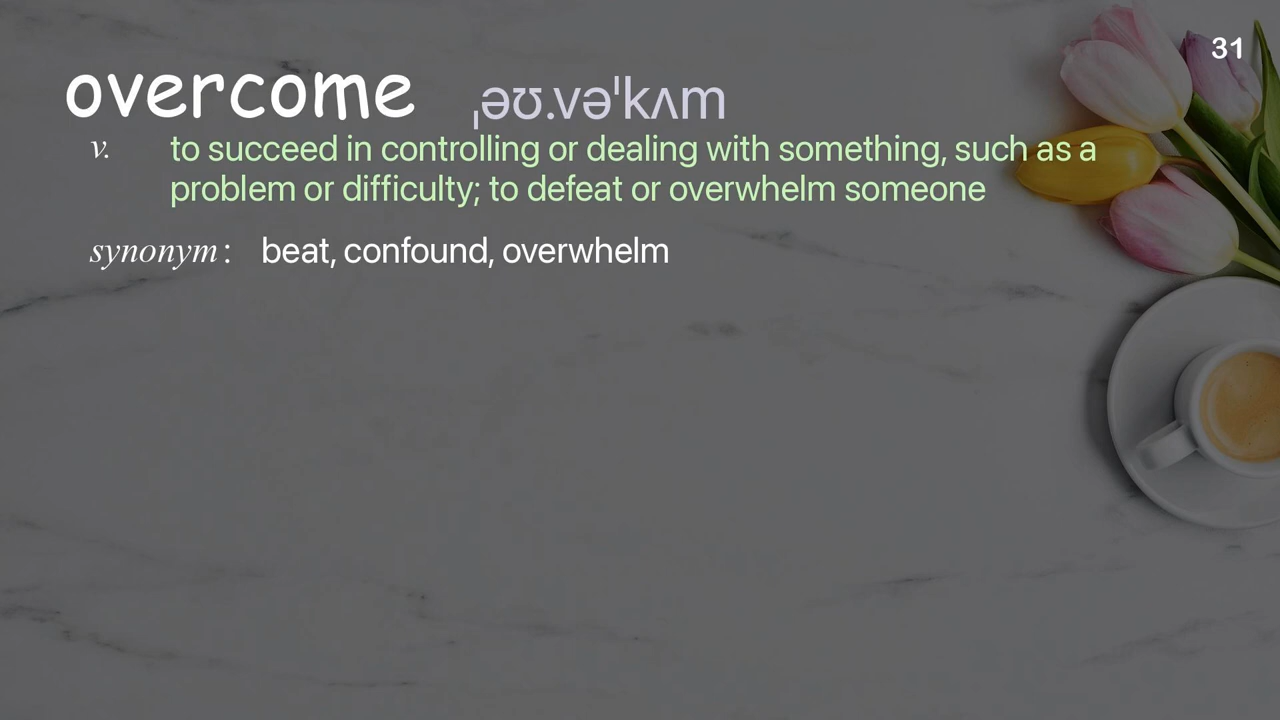 31
overcome ˌəʊ.vəˈkʌm
v. to succeed in controlling or dealing with something, such as a
problem or difficulty; to defeat or overwhelm someone
synonym : beat, confound, overwhelm